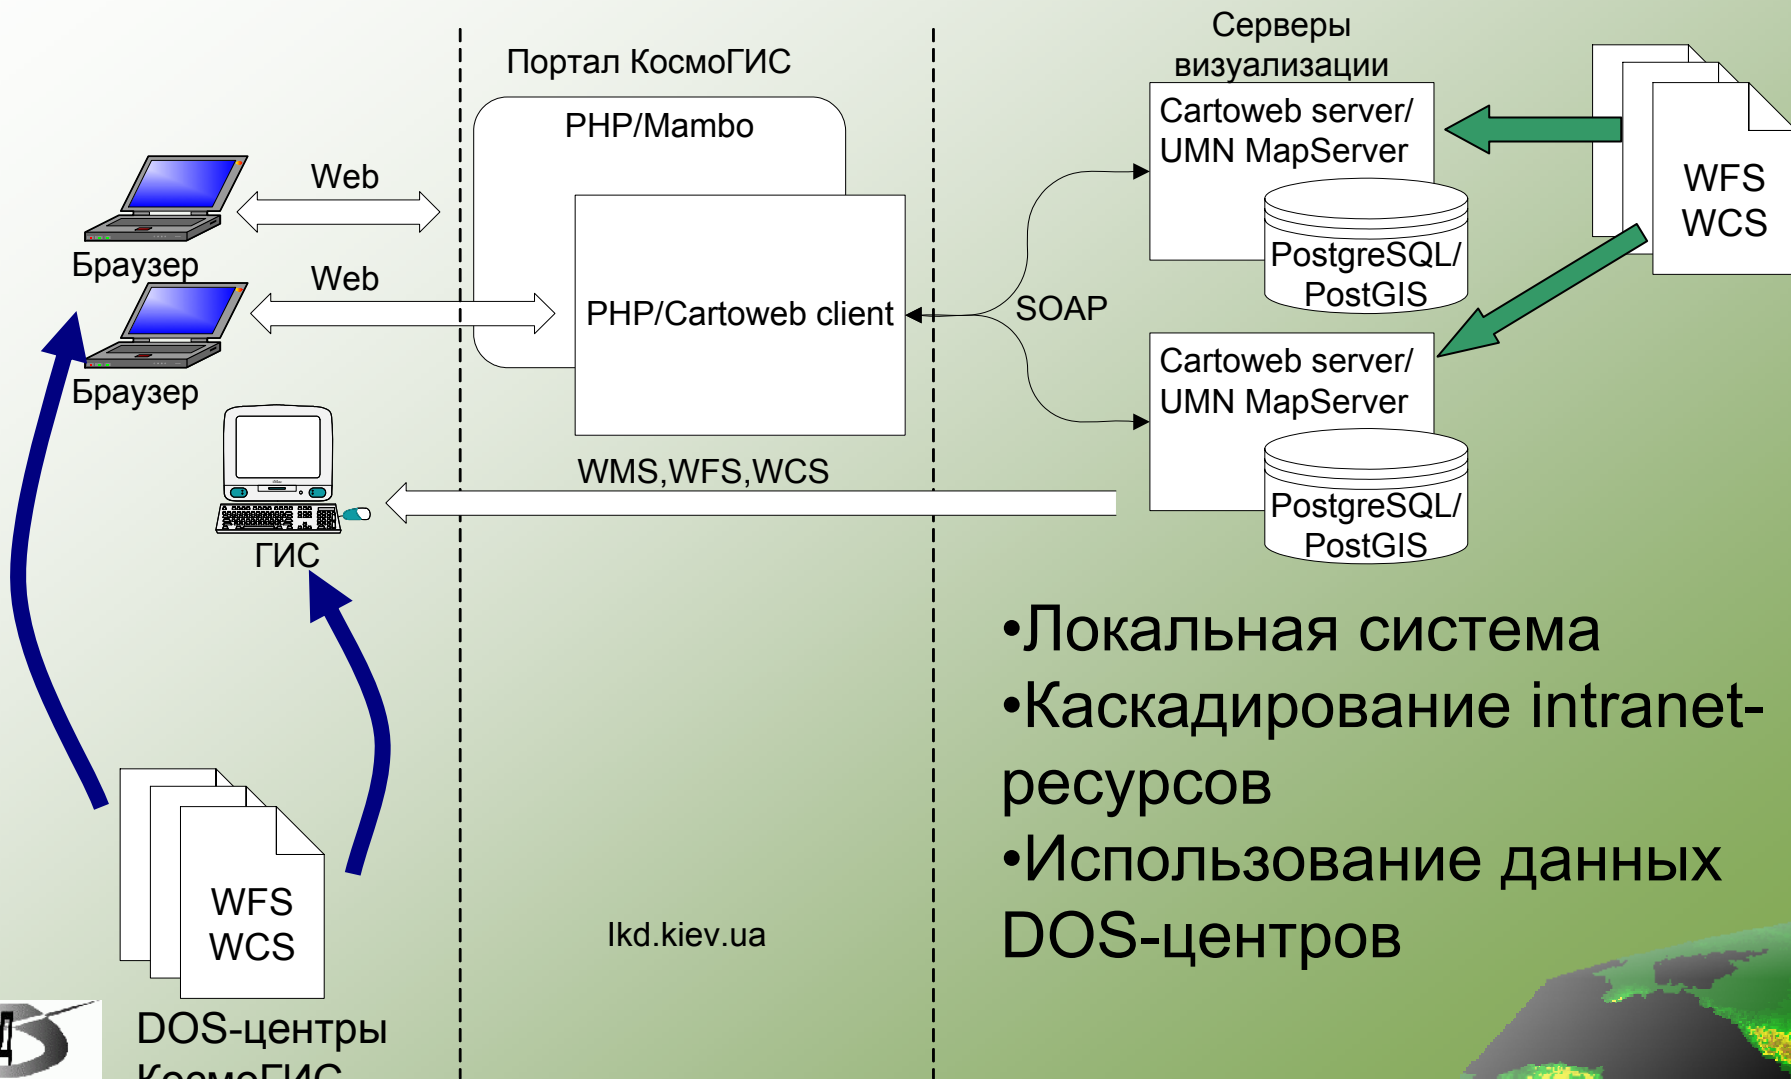 Серверы
визуализации
Портал КосмоГИС
PHP/Mambo
Cartoweb server/
UMN MapServer
PostgreSQL/
PostGIS
WFS
WCS
Web
Браузер
Web
Браузер
PHP/Cartoweb client
SOAP
Cartoweb server/
UMN MapServer
PostgreSQL/
PostGIS
WMS,WFS,WCS
ГИС
•Локальная система
•Каскадирование intranet-
ресурсов
•Использование данных
DOS-центров
WFS
WCS
Ikd.kiev.ua
DOS-центры
КосмоГИС